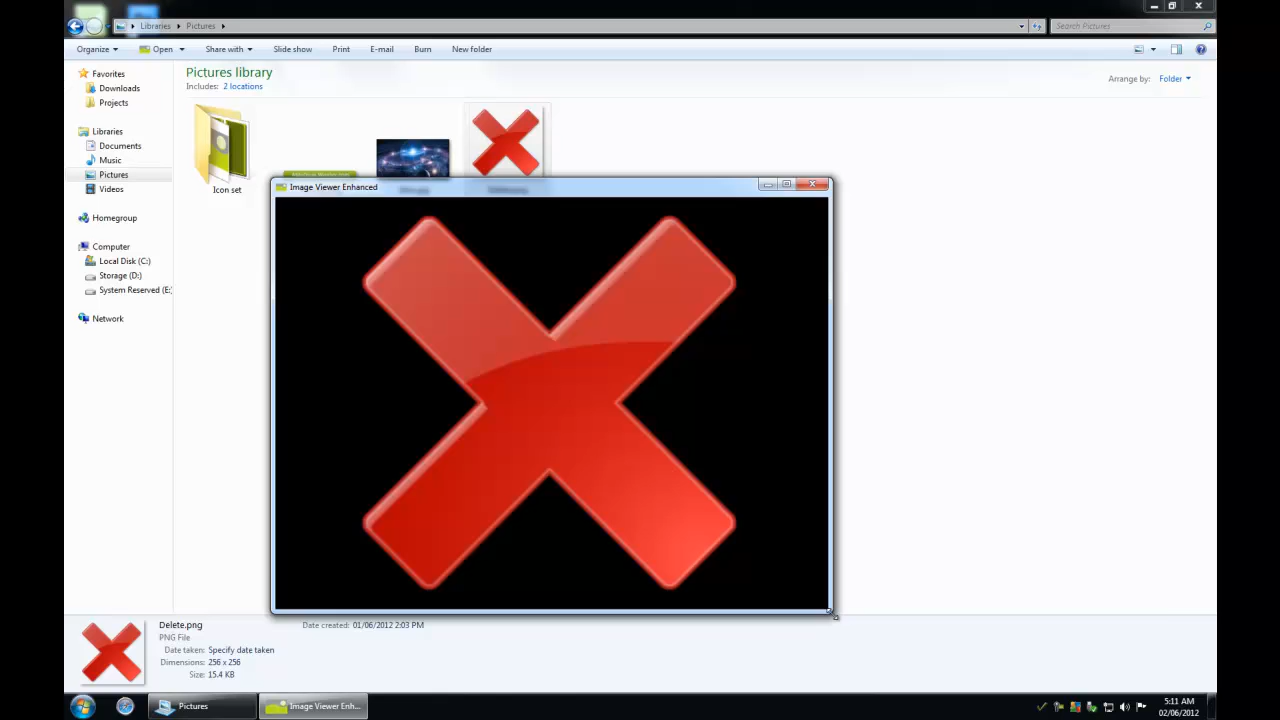 Libraries
Pictures
Search Pictures
Organize
Open
Share with
Slide show
Print
E-mail
Burn
New folder
Favorites
Downloads
Projects
Libraries
Documents
Music
Pictures
Videos
Homegroup
Computer
Local Disk (C:)
Storage (D:)
System Reserved (E:
Network
Pictures library
Includes: 2 locations
Arrange by: Folder
Icon set
Image Viewer Enhanced
Delete.png
PNG File
Date taken: Specify date taken
Dimensions: 256 x 256
Size: 15.4 KB
Date created: 01/06/2012 2:03 PM
Pictures
Image Viewer Enh...
5:11 AM
02/06/2012